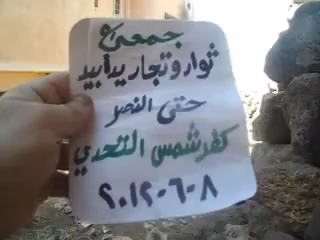 جمعة
ثوار وتجار يدا بيد
حتى النصر
كفرشمس التحدي
٢٠١٢-٦-٨